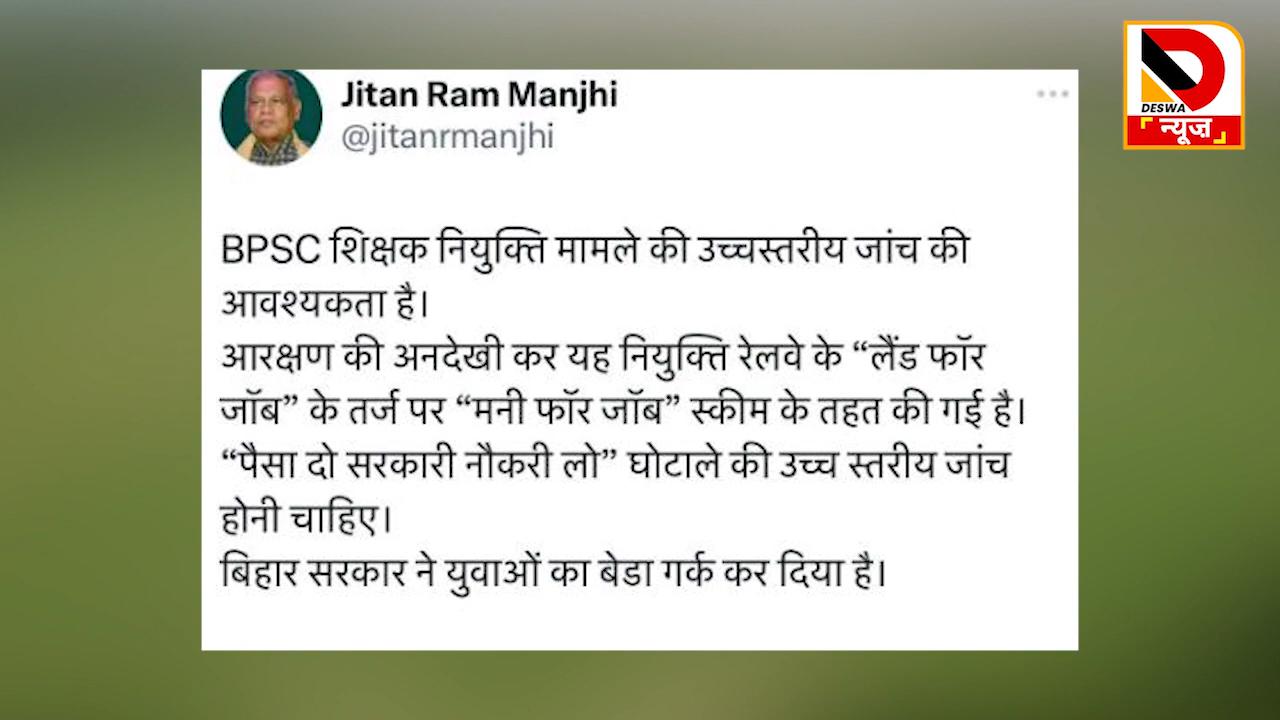 Jitan Ram Manjhi
@jitanrmanjhi
DESWA
न्यूज़
BPSC शिक्षक नियुक्ति मामले की उच्चस्तरीय जांच की
आवश्यकता है।
आरक्षण की अनदेखी कर यह नियुक्ति रेलवे के “लैंड फॉर
जॉब” के तर्ज पर “मनी फॉर जॉब” स्कीम के तहत की गई है।
“पैसा दो सरकारी नौकरी लो” घोटाले की उच्च स्तरीय जांच
होनी चाहिए।
बिहार सरकार ने युवाओं का बेडा गर्क कर दिया है।